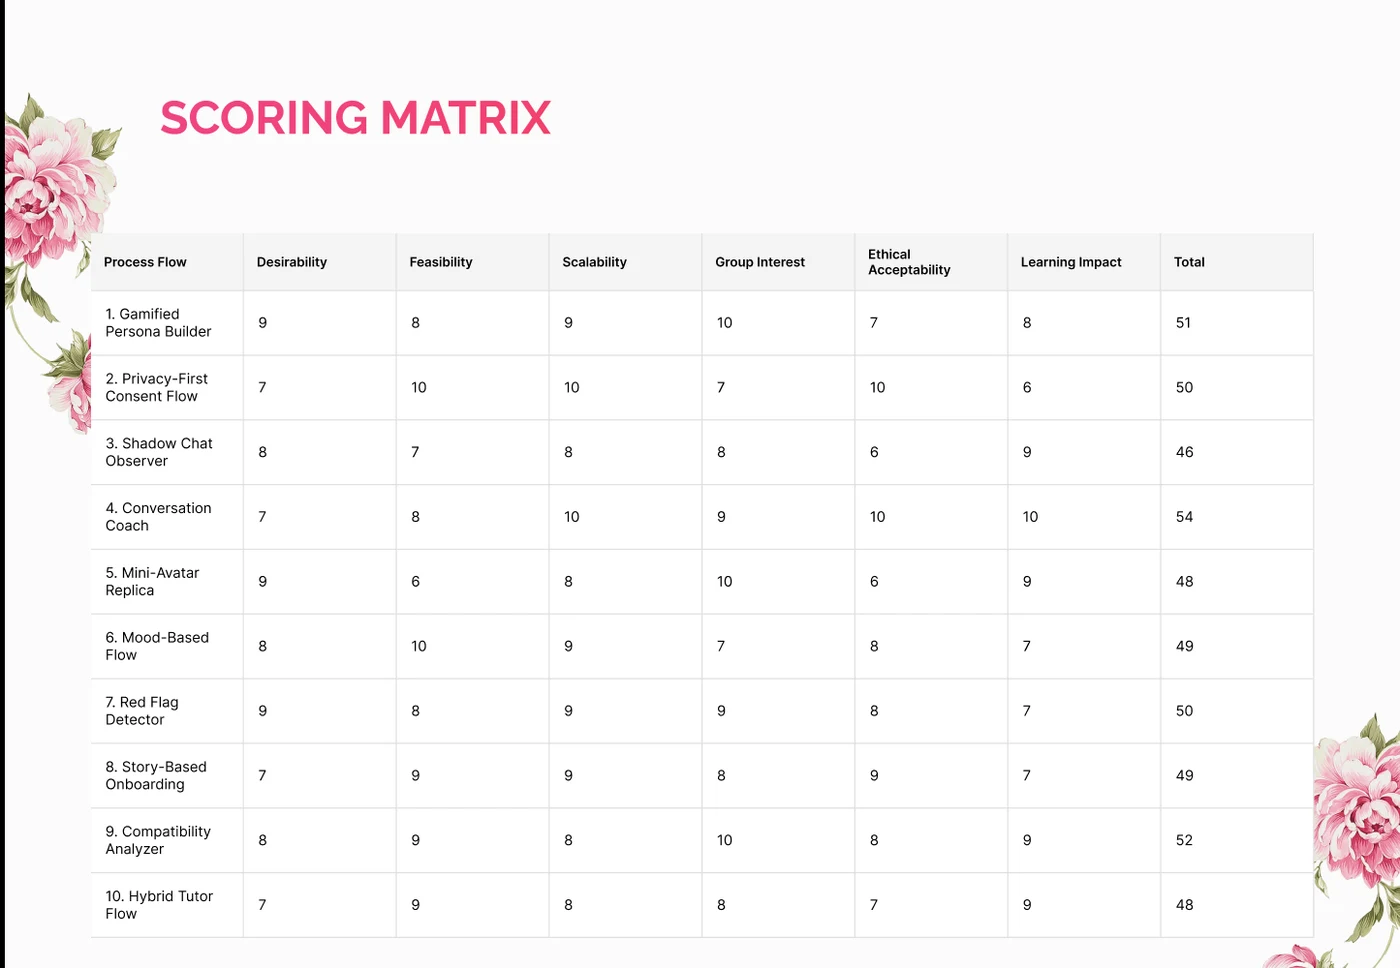 SCORING MATRIX
Process Flow Desirability Feasibility Scalability Group Interest Ethical Acceptability Learning Impact Total
1. Gamified Persona Builder 9 8 9 10 7 8 51
2. Privacy-First Consent Flow 7 10 10 7 10 6 50
3. Shadow Chat Observer 8 7 8 8 6 9 46
4. Conversation Coach 7 8 10 9 10 10 54
5. Mini-Avatar Replica 9 6 8 10 6 9 48
6. Mood-Based Flow 8 10 9 7 8 7 49
7. Red Flag Detector 9 8 9 9 8 7 50
8. Story-Based Onboarding 7 9 9 8 9 7 49
9. Compatibility Analyzer 8 9 8 10 8 9 52
10. Hybrid Tutor Flow 7 9 8 8 7 9 48